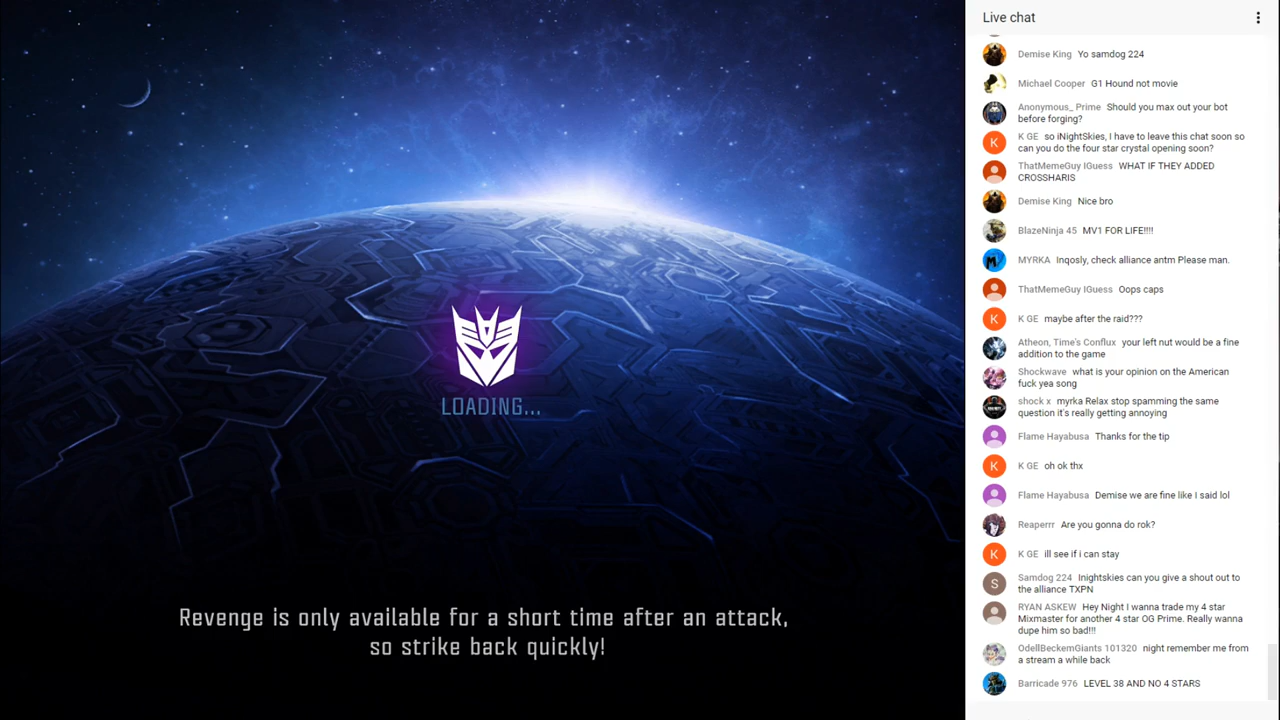 Live chat
Demise King Yo samdog 224
Michael Cooper G1 Hound not movie
Anonymous_ Prime Should you max out your bot
before forging?
K GE so iNightSkies, I have to leave this chat soon so
can you do the four star crystal opening soon?
ThatMemeGuy IGuess WHAT IF THEY ADDED
CROSSHARIS
Demise King Nice bro
BlazeNinja 45 MV1 FOR LIFE!!!!
MYRKA Inqosly, check alliance antm Please man.
ThatMemeGuy IGuess Oops caps
K GE maybe after the raid???
Atheon, Time's Conflux your left nut would be a fine
addition to the game
Shockwave what is your opinion on the American
fuck yea song
shock x myrka Relax stop spamming the same
question it's really getting annoying
Flame Hayabusa Thanks for the tip
K GE oh ok thx
Flame Hayabusa Demise we are fine like I said lol
Reaperrr Are you gonna do rok?
K GE ill see if i can stay
Samdog 224 Inightskies can you give a shout out to
the alliance TXPN
RYAN ASKEW Hey Night I wanna trade my 4 star
Mixmaster for another 4 star OG Prime. Really wanna
dupe him so bad!!!
OdellBeckemGiants 101320 night remember me from
a stream a while back
Barricade 976 LEVEL 38 AND NO 4 STARS
K
K
K
K
K
S
LOADING...
Revenge is only available for a short time after an attack,
so strike back quickly!